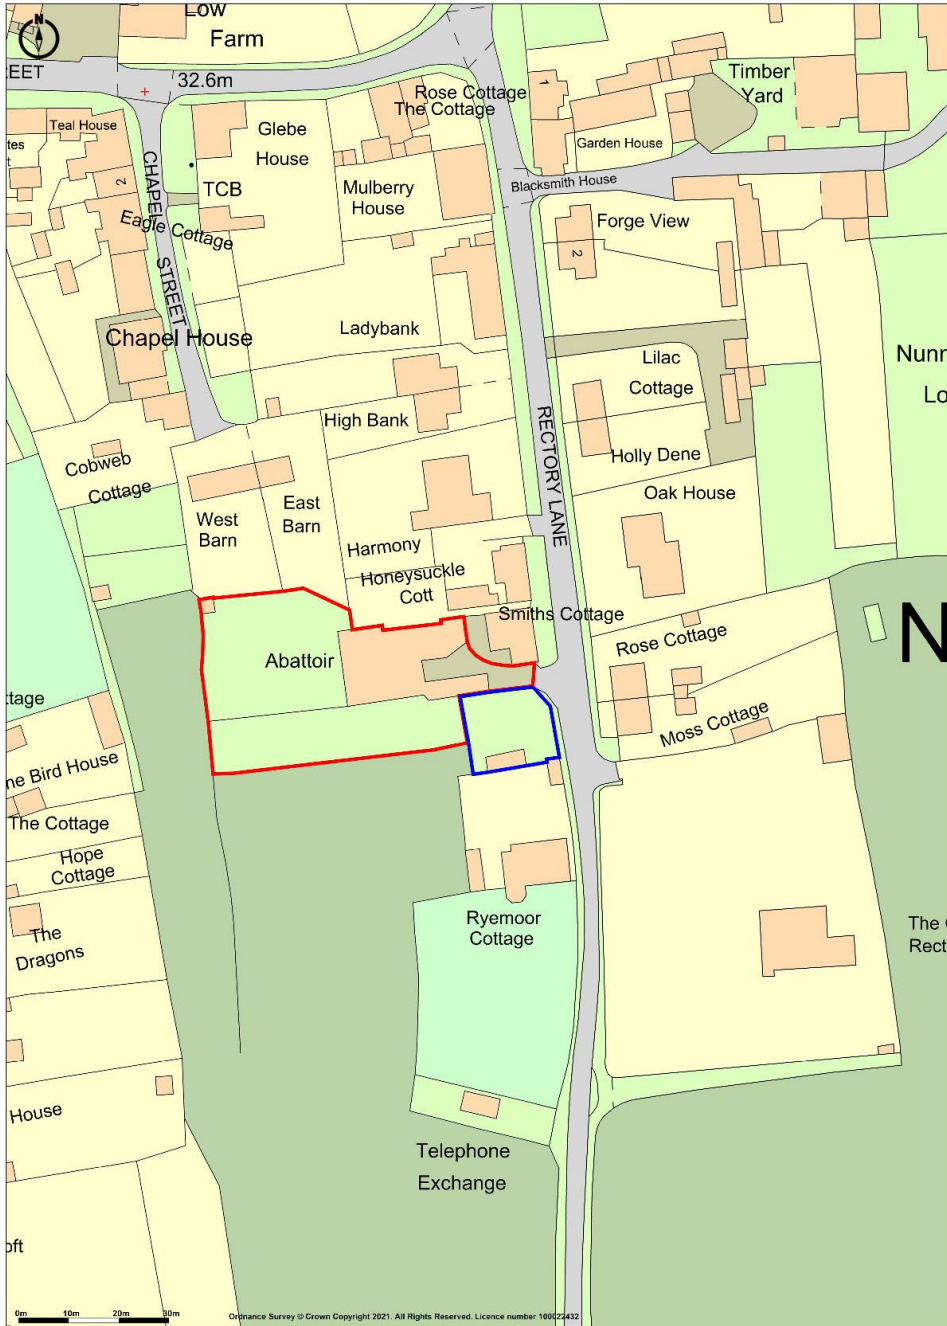 N
Low
Farm
32.6m
Rose Cottage
The Cottage
Timber
Yard
1
Teal House
Glebe
House
Garden House
CHAPEL STREET
2
TCB
Mulberry
House
Blacksmith House
Eagle Cottage
Forge View
2
Chapel House
Ladybank
Lilac
Cottage
High Bank
RECTORY LANE
Cobweb
Cottage
Holly Dene
Oak House
West
Barn
East
Barn
Harmony
Honeysuckle
Cott
Smiths Cottage
Abattoir
Rose Cottage
N
Moss Cottage
ne Bird House
The Cottage
Hope
Cottage
The
Dragons
Ryemoor
Cottage
The
Rect
House
Telephone
Exchange
oft
0m 10m 20m 30m
Ordnance Survey © Crown Copyright 2021. All Rights Reserved. Licence number 100022432